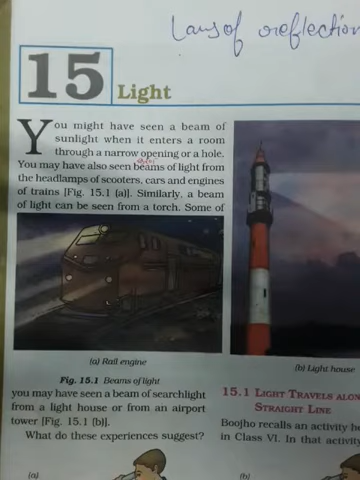 Laws of reflection
15 Light
You might have seen a beam of
sunlight when it enters a room
through a narrow opening or a hole.
You may have also seen beams of light from
the headlamps of scooters, cars and engines
of trains [Fig. 15.1 (a)]. Similarly, a beam
of light can be seen from a torch. Some of
(a) Rail engine
Fig. 15.1 Beams of light
you may have seen a beam of searchlight
from a light house or from an airport
tower [Fig. 15.1 (b)].
What do these experiences suggest?
(a)
(b) Light house
15.1 LIGHT TRAVELS ALON
STRAIGHT LINE
Boojho recalls an activity he
in Class VI. In that activity
(b)